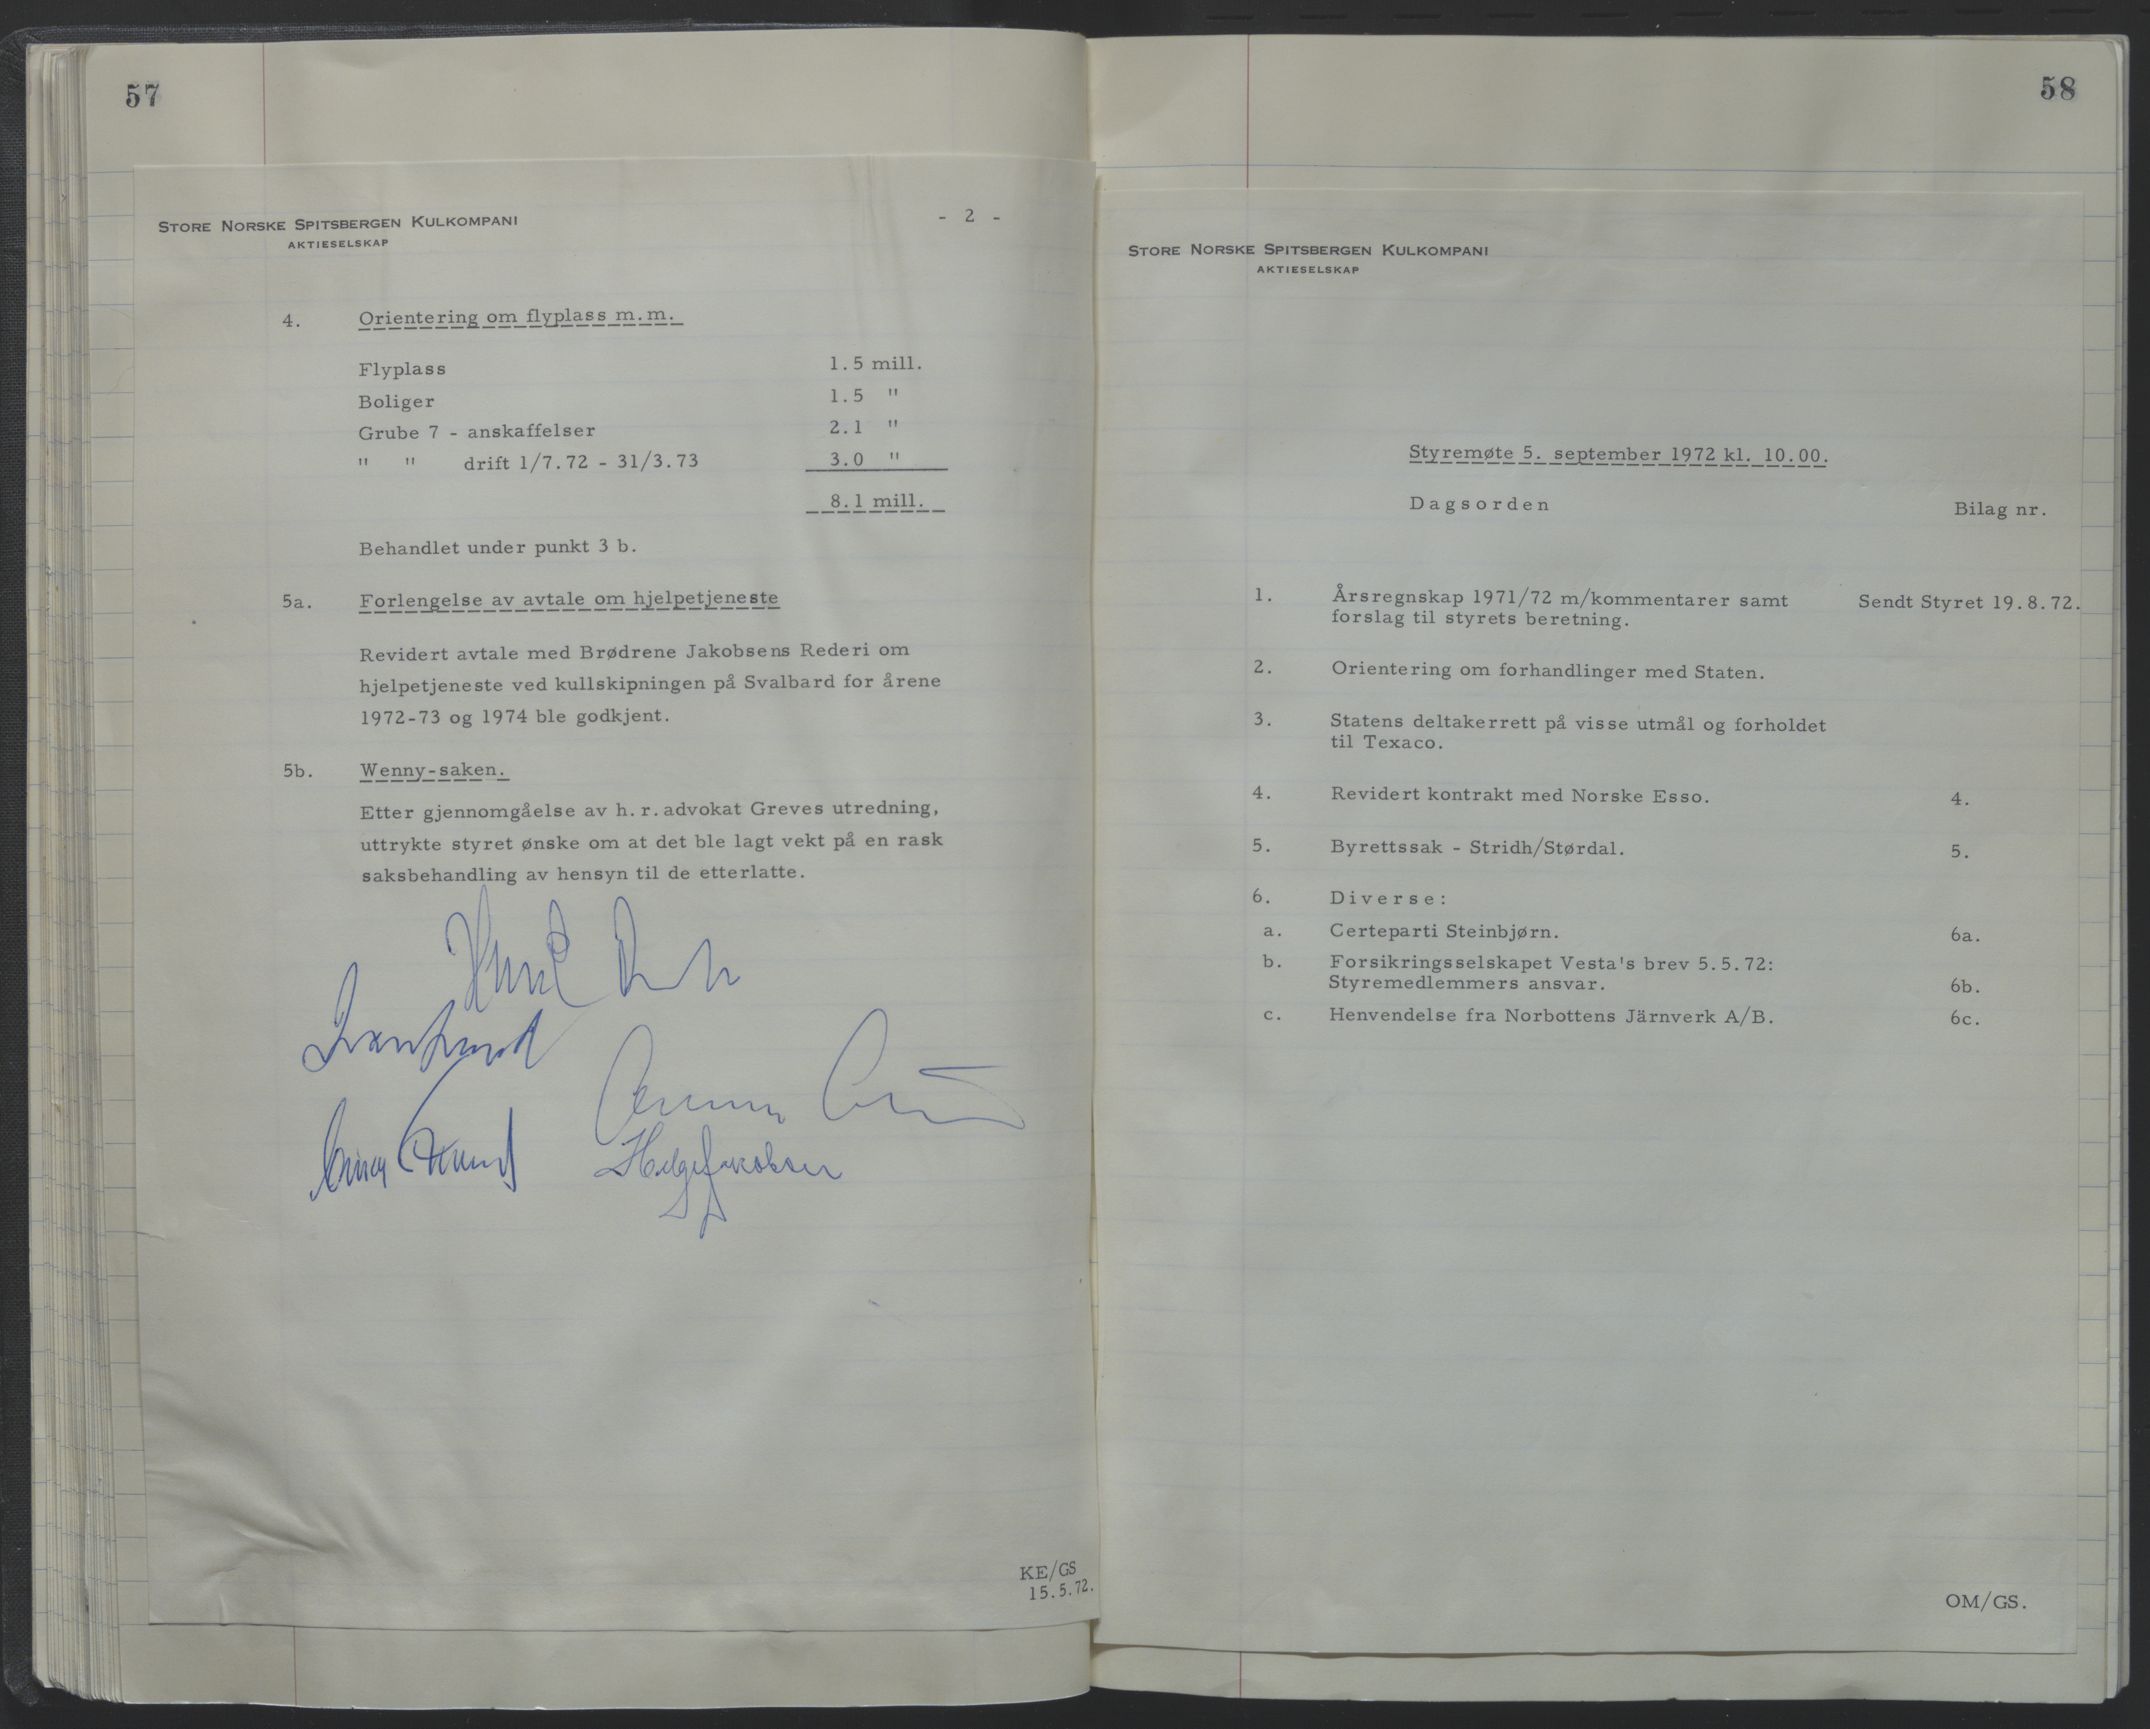 57
STORE NORSKE SPITSBERGEN KULKOMPANI
AKTIESELSKAP
- 2 -
4. Orientering om flyplass m.m.
Flyplass 1.5 mill.
Boliger 1.5 "
Grube 7 - anskaffelser 2.1 "
" " drift 1/7.72 - 31/3.73 3.0 "
8.1 mill.
Behandlet under punkt 3 b.
5a. Forlengelse av avtale om hjelpetjeneste
Revidert avtale med Brødrene Jakobsens Rederi om
hjelpetjeneste ved kullskipningen på Svalbard for årene
1972-73 og 1974 ble godkjent.
5b. Wenny-saken.
Etter gjennomgåelse av h.r.advokat Greves utredning,
uttrykte styret ønske om at det ble lagt vekt på en rask
saksbehandling av hensyn til de etterlatte.
Helge Jakobsen
KE/GS
15.5.72.
58
STORE NORSKE SPITSBERGEN KULKOMPANI
AKTIESELSKAP
Styremøte 5. september 1972 kl. 10.00.
Dagsorden Bilag nr.
1. Årsregnskap 1971/72 m/kommentarer samt Sendt Styret 19.8.72.
forslag til styrets beretning.
2. Orientering om forhandlinger med Staten.
3. Statens deltakerrett på visse utmål og forholdet
til Texaco.
4. Revidert kontrakt med Norske Esso. 4.
5. Byrettssak - Stridh/Størdal. 5.
6. Diverse:
a. Certeparti Steinbjørn. 6a.
b. Forsikringsselskapet Vesta's brev 5.5.72:
Styremedlemmers ansvar. 6b.
c. Henvendelse fra Norbottens Järnverk A/B. 6c.
OM/GS.